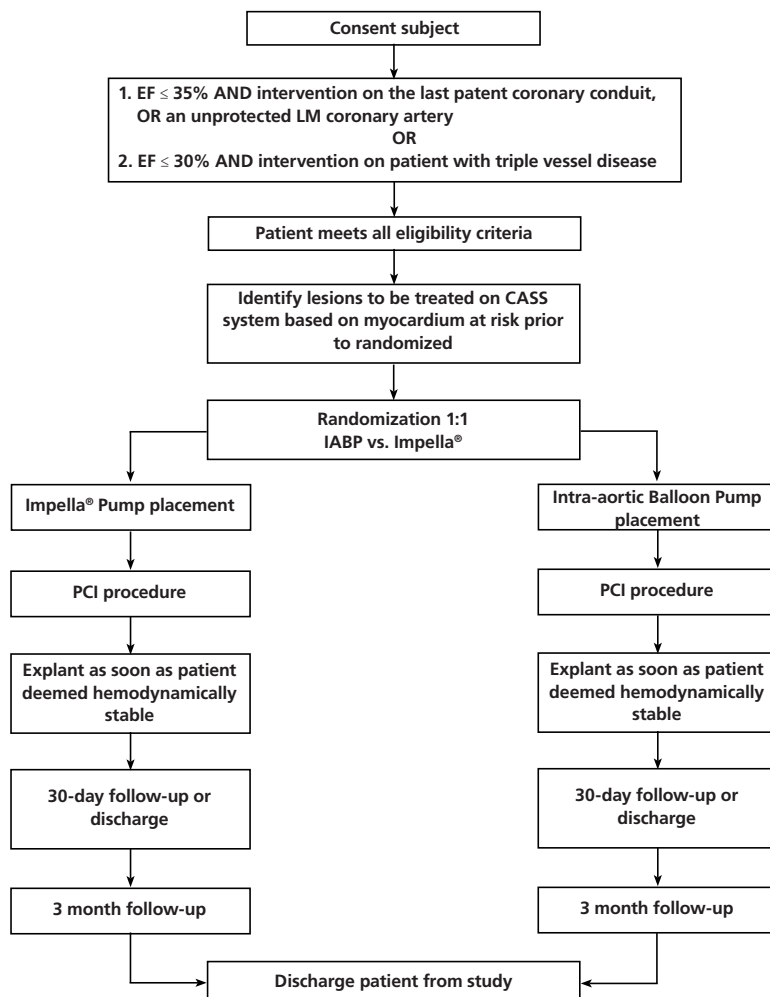 Consent subject
1. EF ≤ 35% AND intervention on the last patent coronary conduit,
OR an unprotected LM coronary artery
OR
2. EF ≤ 30% AND intervention on patient with triple vessel disease
Patient meets all eligibility criteria
Identify lesions to be treated on CASS
system based on myocardium at risk prior
to randomized
Randomization 1:1
IABP vs. Impella®
Impella® Pump placement
PCI procedure
Explant as soon as patient
deemed hemodynamically
stable
30-day follow-up or
discharge
3 month follow-up
Intra-aortic Balloon Pump
placement
PCI procedure
Explant as soon as patient
deemed hemodynamically
stable
30-day follow-up or
discharge
3 month follow-up
Discharge patient from study